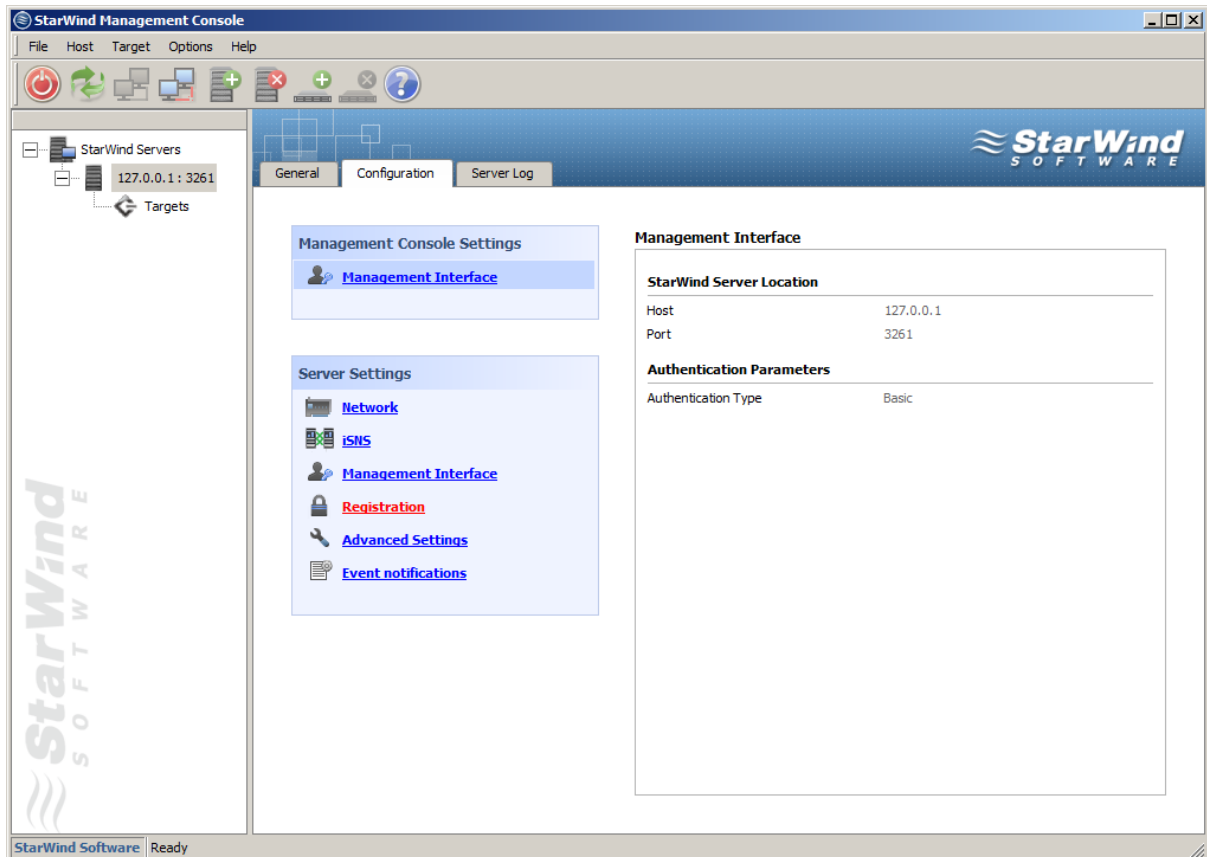 StarWind Management Console
File Host Target Options Help
StarWind Servers
127.0.0.1 : 3261
Targets
StarWind
SOFTWARE
General Configuration Server Log
Management Console Settings
Management Interface
Server Settings
Network
iSNS
Management Interface
Registration
Advanced Settings
Event notifications
Management Interface
StarWind Server Location
Host 127.0.0.1
Port 3261
Authentication Parameters
Authentication Type Basic
StarWind
SOFTWARE
StarWind Software Ready